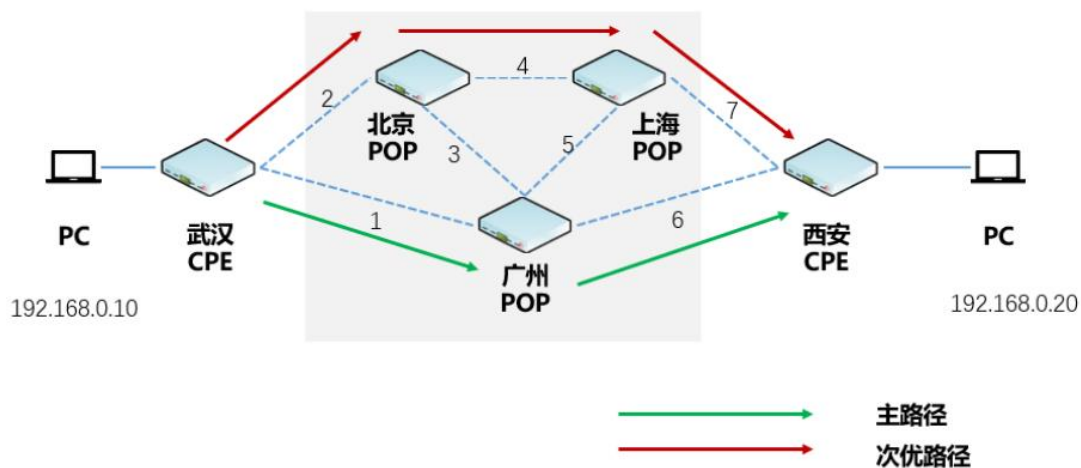 4
2
7
北京
POP
上海
POP
3
5
PC
武汉
CPE
1
6
西安
CPE
PC
广州
POP
192.168.0.10
192.168.0.20
主路径
次优路径